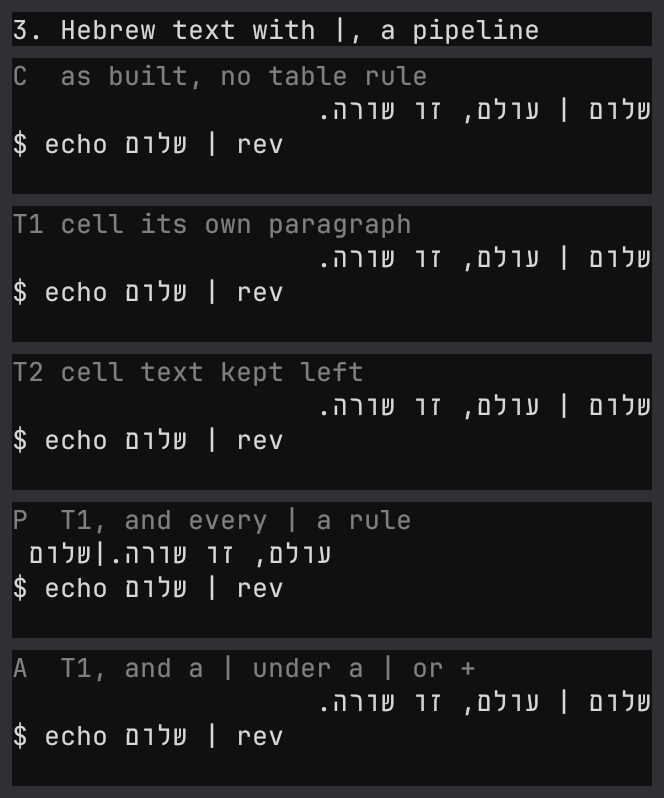 3. Hebrew text with |, a pipeline
C  as built, no table rule
שלום | עולם, זו שורה.
$ echo שלום | rev
T1 cell its own paragraph
שלום | עולם, זו שורה.
$ echo שלום | rev
T2 cell text kept left
שלום | עולם, זו שורה.
$ echo שלום | rev
P  T1, and every | a rule
שלום | עולם, זו שורה.
$ echo שלום | rev
A  T1, and a | under a | or +
שלום | עולם, זו שורה.
$ echo שלום | rev